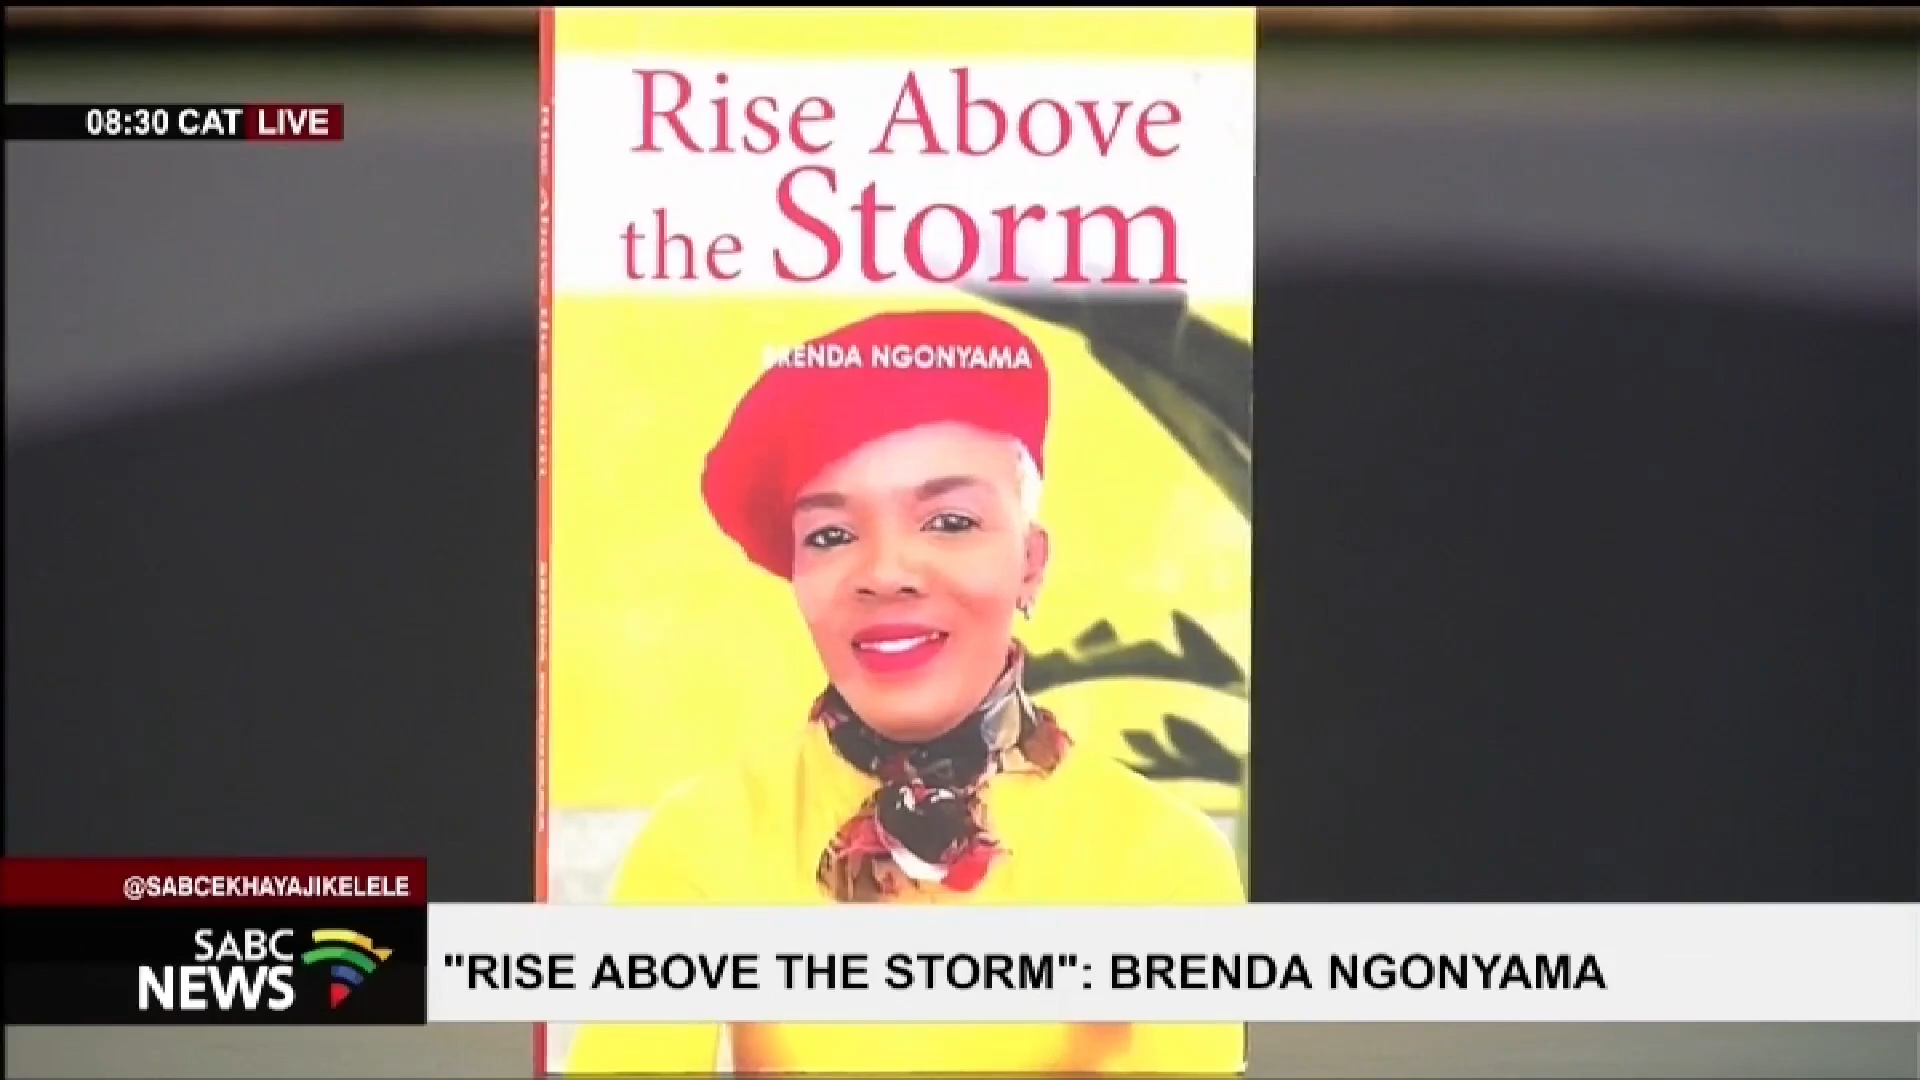 Rise Above
the Storm
BRENDA NGONYAMA
08:30 CAT LIVE
@SABCEKHAYAJIKELELE
SABC
NEWS
"RISE ABOVE THE STORM": BRENDA NGONYAMA